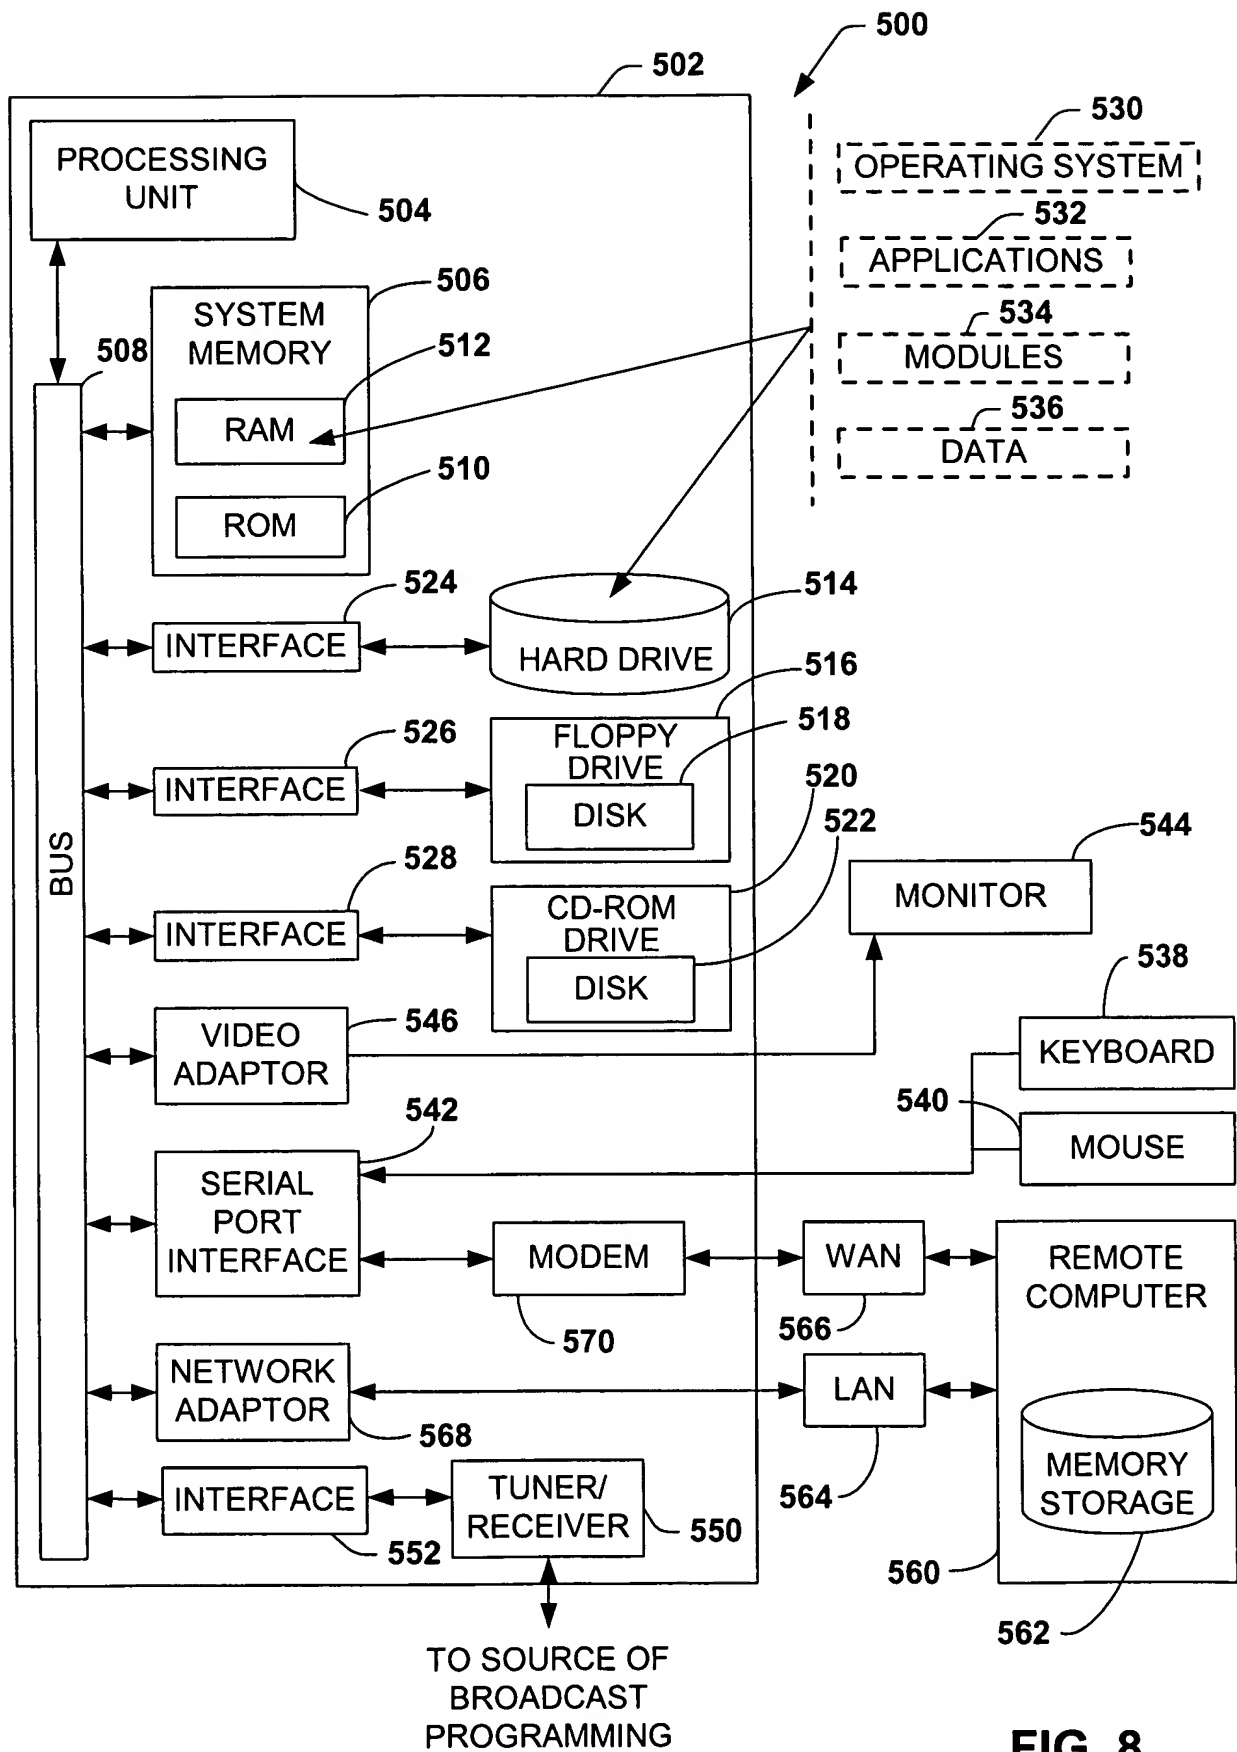 500
502
530
OPERATING SYSTEM
PROCESSING
UNIT
504
532
APPLICATIONS
506
SYSTEM
MEMORY
534
MODULES
508
512
RAM
536
DATA
510
ROM
524
INTERFACE
514
HARD DRIVE
516
526
INTERFACE
518
FLOPPY
DRIVE
DISK
520
522
544
MONITOR
BUS
528
INTERFACE
CD-ROM
DRIVE
DISK
538
KEYBOARD
546
VIDEO
ADAPTOR
540
MOUSE
542
SERIAL
PORT
INTERFACE
MODEM
570
WAN
566
REMOTE
COMPUTER
NETWORK
ADAPTOR
568
LAN
564
MEMORY
STORAGE
INTERFACE
552
TUNER/
RECEIVER
550
560
562
TO SOURCE OF
BROADCAST
PROGRAMMING
FIG. 8